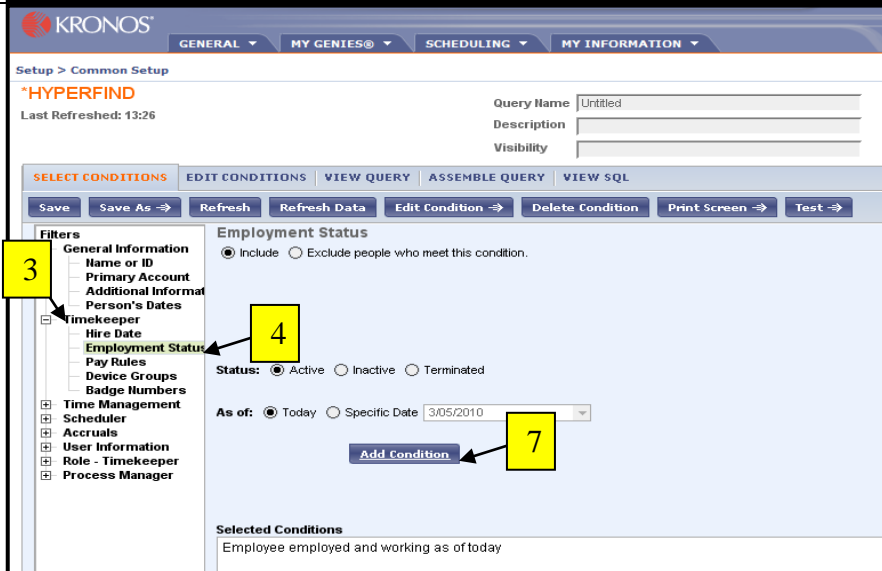 KRONOS®
GENERAL MY GENIES® SCHEDULING MY INFORMATION
Setup > Common Setup
*HYPERFIND
Last Refreshed: 13:26
Query Name Untitled
Description
Visibility
SELECT CONDITIONS EDIT CONDITIONS VIEW QUERY ASSEMBLE QUERY VIEW SQL
Save Save As Refresh Refresh Data Edit Condition Delete Condition Print Screen Test
Filters
General Information
Name or ID
Primary Account
Additional Informat
Person's Dates
Timekeeper
Hire Date
Employment Status
Pay Rules
Device Groups
Badge Numbers
Time Management
Scheduler
Accruals
User Information
Role - Timekeeper
Process Manager
3
4
Employment Status
Include Exclude people who meet this condition.
Status: Active Inactive Terminated
As of: Today Specific Date 3/05/2010
Add Condition
7
Selected Conditions
Employee employed and working as of today